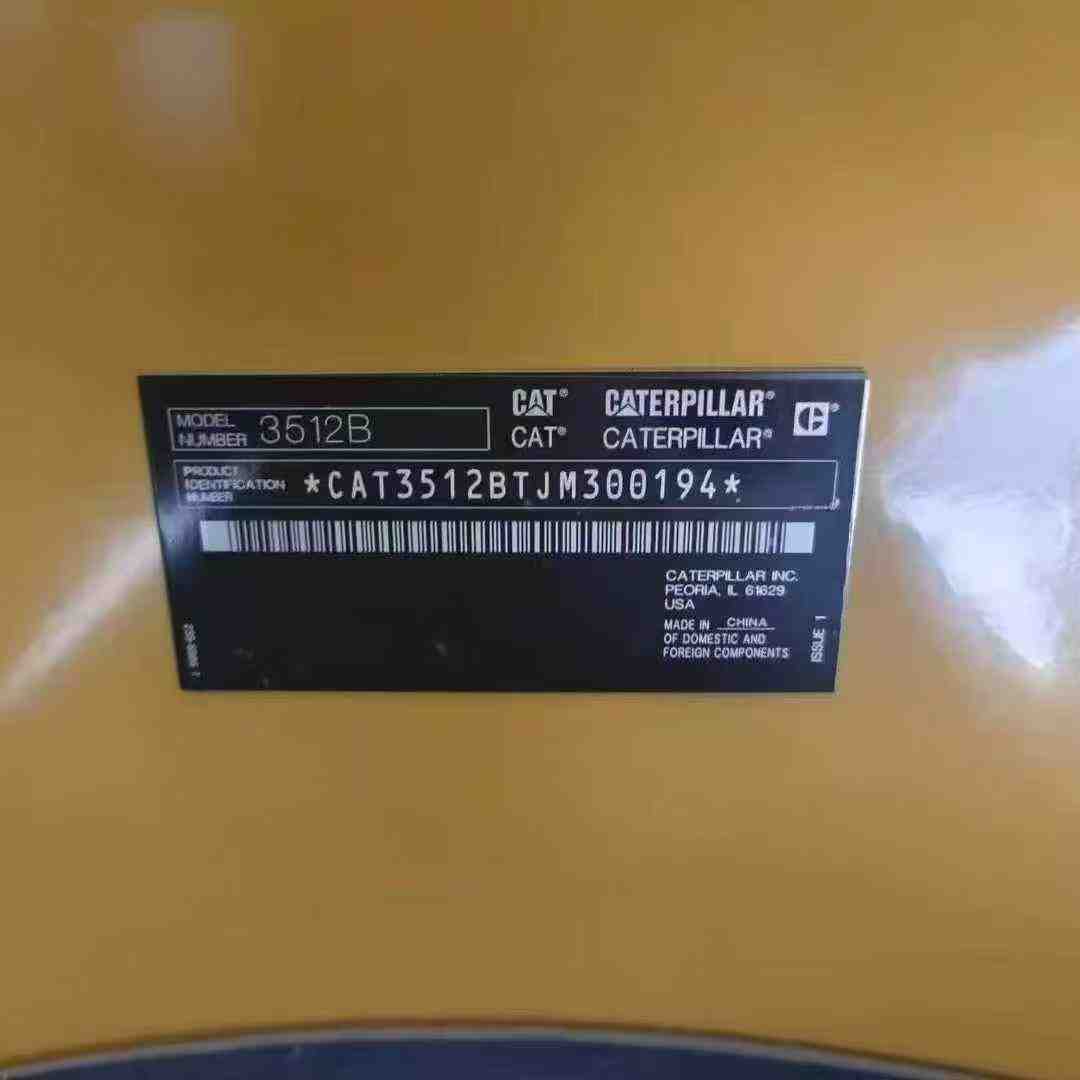 MODEL NUMBER 3512B
CAT® CATERPILLAR®
CAT® CATERPILLAR®
PRODUCT IDENTIFICATION NUMBER *CAT3512BTJM300194*
CATERPILLAR INC.
PEORIA, IL 61629
USA
MADE IN CHINA
OF DOMESTIC AND
FOREIGN COMPONENTS
ISSUE 1